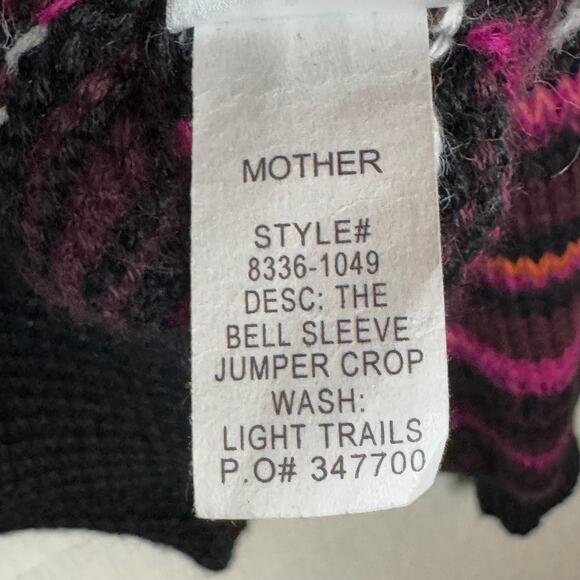 MOTHER
STYLE#
8336-1049
DESC: THE
BELL SLEEVE
JUMPER CROP
WASH:
LIGHT TRAILS
P.O# 347700